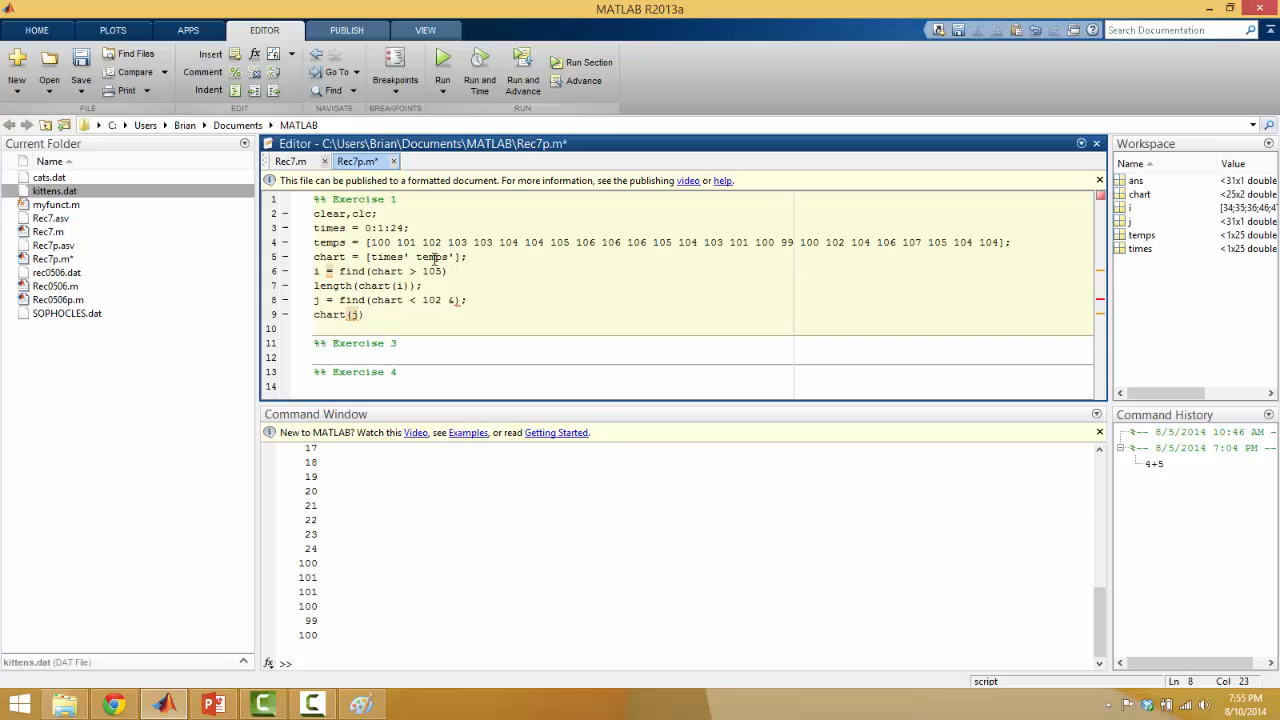 MATLAB R2013a
HOME PLOTS APPS EDITOR PUBLISH VIEW Search Documentation
New Open Save Find Files Compare Print Insert Comment Indent Go To Find Breakpoints Run Run and Time Run and Advance Run Section Advance
FILE EDIT NAVIGATE BREAKPOINTS RUN
C: Users Brian Documents MATLAB
Current Folder
Name
cats.dat
kittens.dat
myfunct.m
Rec7.asv
Rec7.m
Rec7p.asv
Rec7p.m*
rec0506.dat
Rec0506.m
Rec0506p.m
SOPHOCLES.dat
kittens.dat (DAT File)
Editor - C:\Users\Brian\Documents\MATLAB\Rec7p.m*
Rec7.m Rec7p.m*
This file can be published to a formatted document. For more information, see the publishing video or help.
1 %% Exercise 1
2 - clear,clc;
3 - times = 0:1:24;
4 - temps = [100 101 102 103 103 104 104 105 106 106 106 105 104 103 101 100 99 100 102 104 106 107 105 104 104];
5 - chart = [times' temps'];
6 - i = find(chart > 105)
7 - length(chart(i));
8 - j = find(chart < 102 &);
9 - chart(j)
10
11 %% Exercise 3
12
13 %% Exercise 4
14
Command Window
New to MATLAB? Watch this Video, see Examples, or read Getting Started.
17
18
19
20
21
22
23
24
100
101
101
100
99
100
fx >>
Workspace
Name Value
ans <31x1 double
chart <25x2 double
i [34;35;36;46;47
j <31x1 double
temps <1x25 double
times <1x25 double
Command History
%-- 8/5/2014 10:46 AM -
%-- 8/5/2014 7:04 PM --
4+5
script Ln 8 Col 23
7:55 PM
8/10/2014